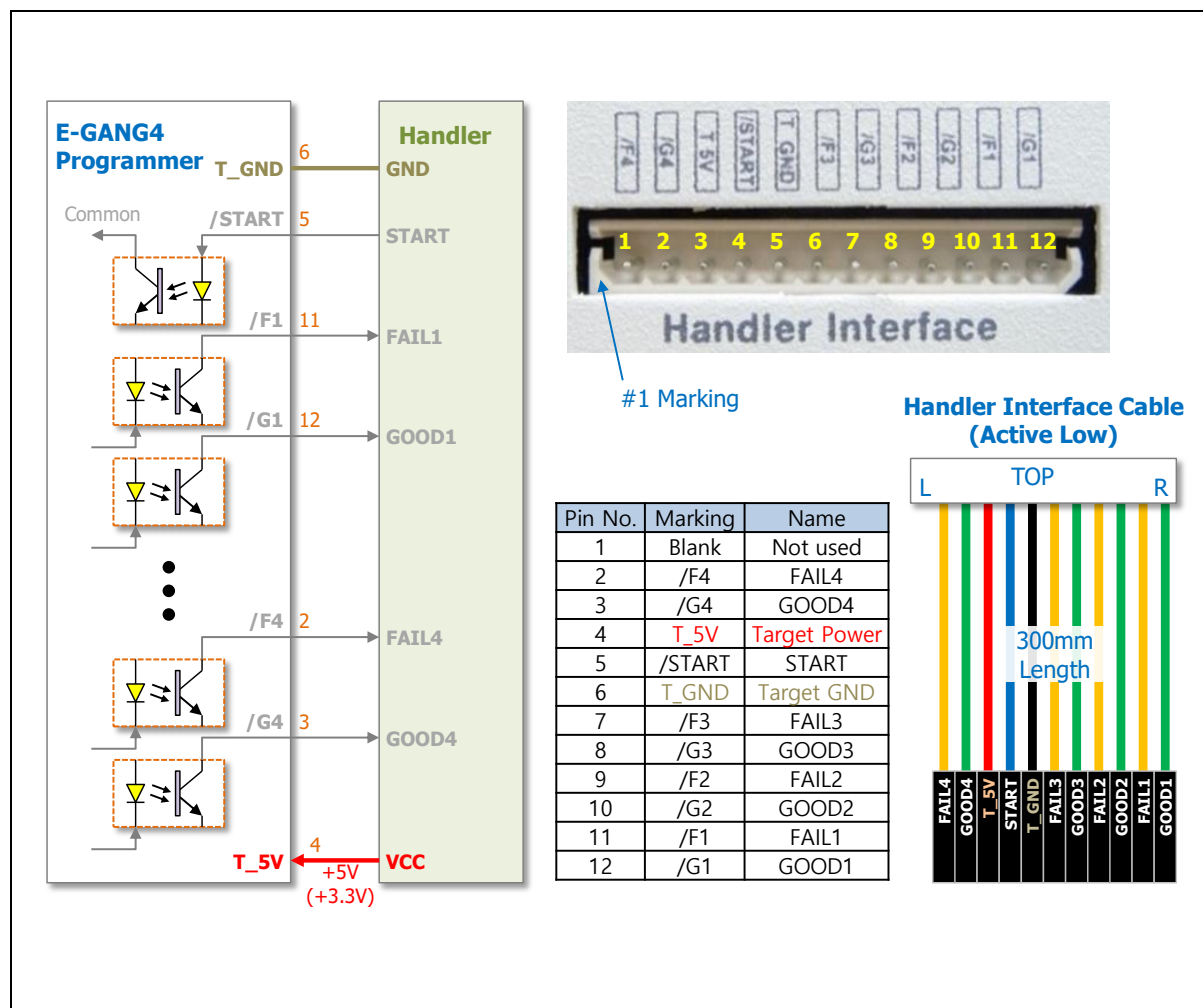 E-GANG4
Programmer
Handler
T_GND
6
GND
Common
/START
5
START
/F1
11
FAIL1
/G1
12
GOOD1
/F4
2
FAIL4
/G4
3
GOOD4
T_5V
4
VCC
+5V
(+3.3V)
/F4
/G4
T 5V
/START
T GND
/F3
/G3
/F2
/G2
/F1
/G1
1 2 3 4 5 6 7 8 9 10 11 12
Handler Interface
#1 Marking
Handler Interface Cable
(Active Low)
L TOP R
300mm
Length
FAIL4
GOOD4
T_5V
START
T_GND
FAIL3
GOOD3
FAIL2
GOOD2
FAIL1
GOOD1
Pin No. Marking Name
1 Blank Not used
2 /F4 FAIL4
3 /G4 GOOD4
4 T_5V Target Power
5 /START START
6 T_GND Target GND
7 /F3 FAIL3
8 /G3 GOOD3
9 /F2 FAIL2
10 /G2 GOOD2
11 /F1 FAIL1
12 /G1 GOOD1